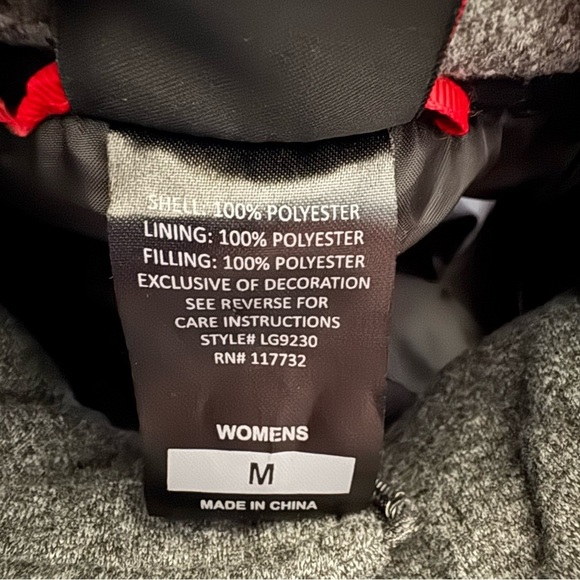 SHELL: 100% POLYESTER
LINING: 100% POLYESTER
FILLING: 100% POLYESTER
EXCLUSIVE OF DECORATION
SEE REVERSE FOR
CARE INSTRUCTIONS
STYLE# LG9230
RN# 117732
WOMENS
M
MADE IN CHINA